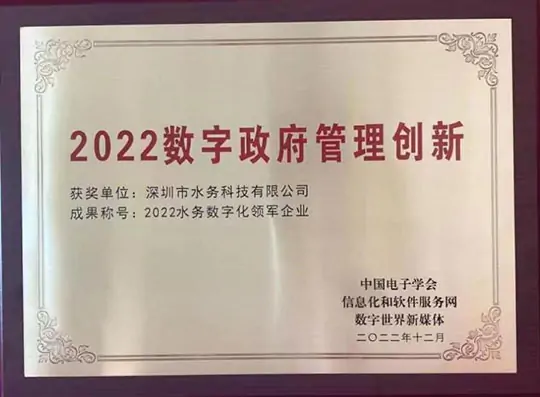 2022数字政府管理创新
获奖单位：深圳市水务科技有限公司
成果称号：2022水务数字化领军企业
中国电子学会
信息化和软件服务网
数字世界新媒体
二〇二二年十二月